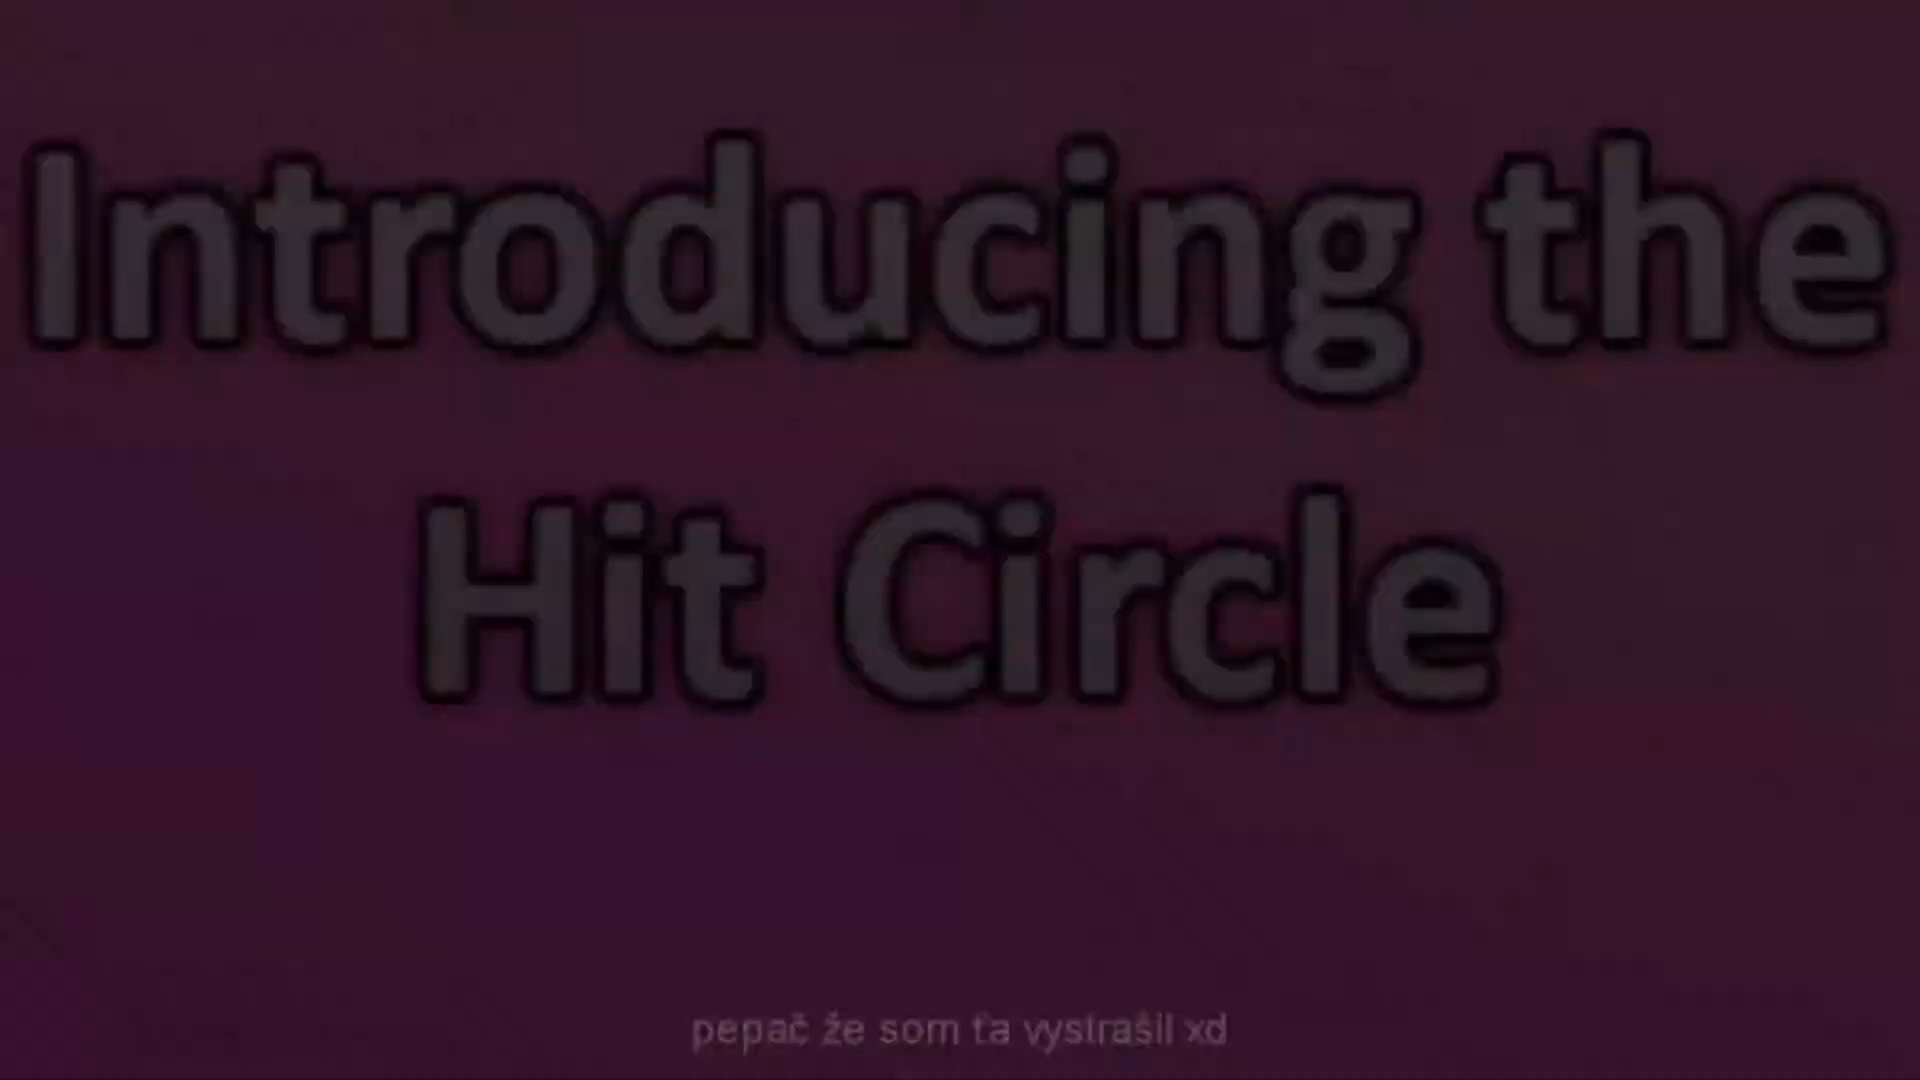 Introducing the
Hit Circle
pepač že som ťa vystrašil xd